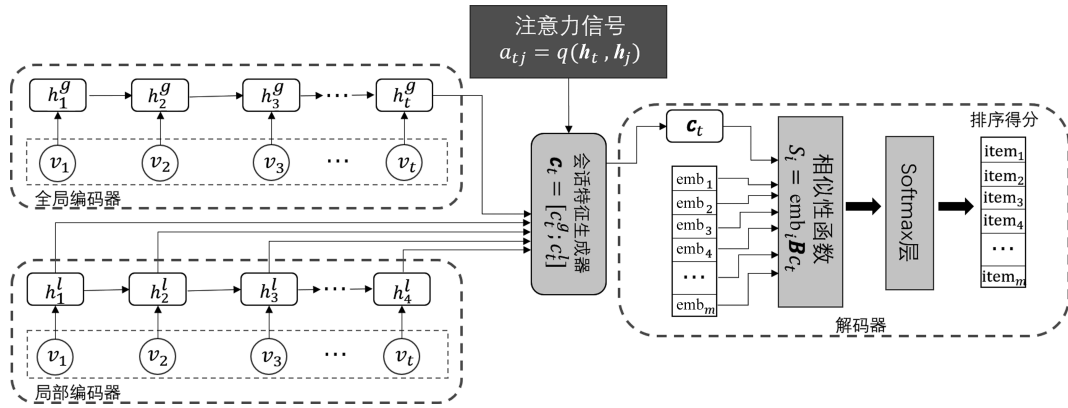 注意力信号
a_{tj} = q(h_t, h_j)
h_1^g h_2^g h_3^g ... h_t^g
v_1 v_2 v_3 ... v_t
全局编码器
h_1^l h_2^l h_3^l ... h_4^l
v_1 v_2 v_3 ... v_t
局部编码器
会话特征生成器
c_t = [c_t^g; c_t^l]
c_t
emb_1
emb_2
emb_3
emb_4
...
emb_m
相似性函数
S_i = emb_i B c_t
Softmax层
排序得分
item_1
item_2
item_3
item_4
...
item_m
解码器